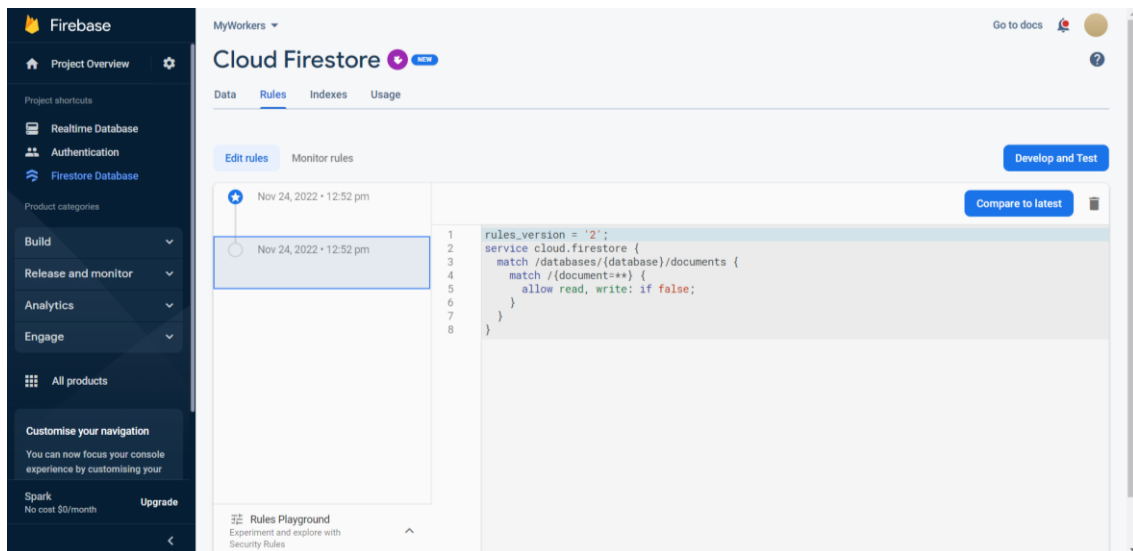 Firebase
Project Overview
Project shortcuts
Realtime Database
Authentication
Firestore Database
Product categories
Build
Release and monitor
Analytics
Engage
All products
Customise your navigation
You can now focus your console
experience by customising your
Spark
No cost $0/month
Upgrade
MyWorkers
Go to docs
Cloud Firestore NEW
Data Rules Indexes Usage
Edit rules Monitor rules
Develop and Test
Nov 24, 2022 • 12:52 pm
Nov 24, 2022 • 12:52 pm
Compare to latest
1 rules_version = '2';
2 service cloud.firestore {
3 match /databases/{database}/documents {
4 match /{document=**} {
5 allow read, write: if false;
6 }
7 }
8 }
Rules Playground
Experiment and explore with
Security Rules